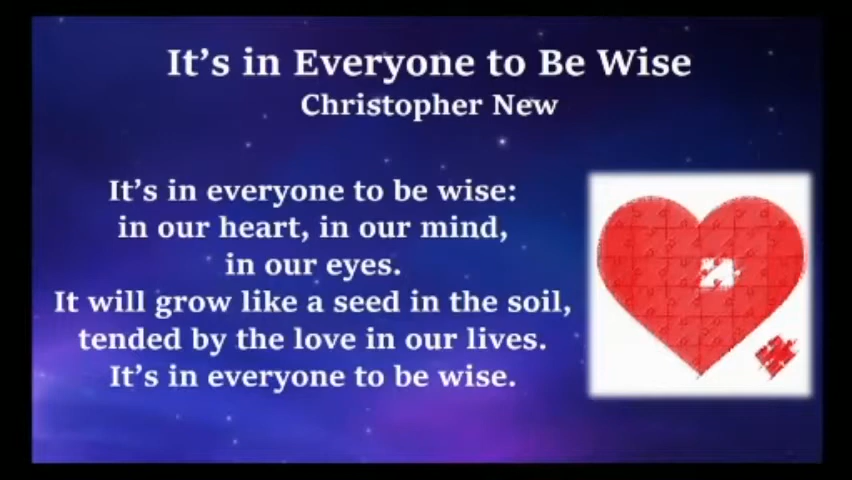 It’s in Everyone to Be Wise
Christopher New
It’s in everyone to be wise:
in our heart, in our mind,
in our eyes.
It will grow like a seed in the soil,
tended by the love in our lives.
It’s in everyone to be wise.